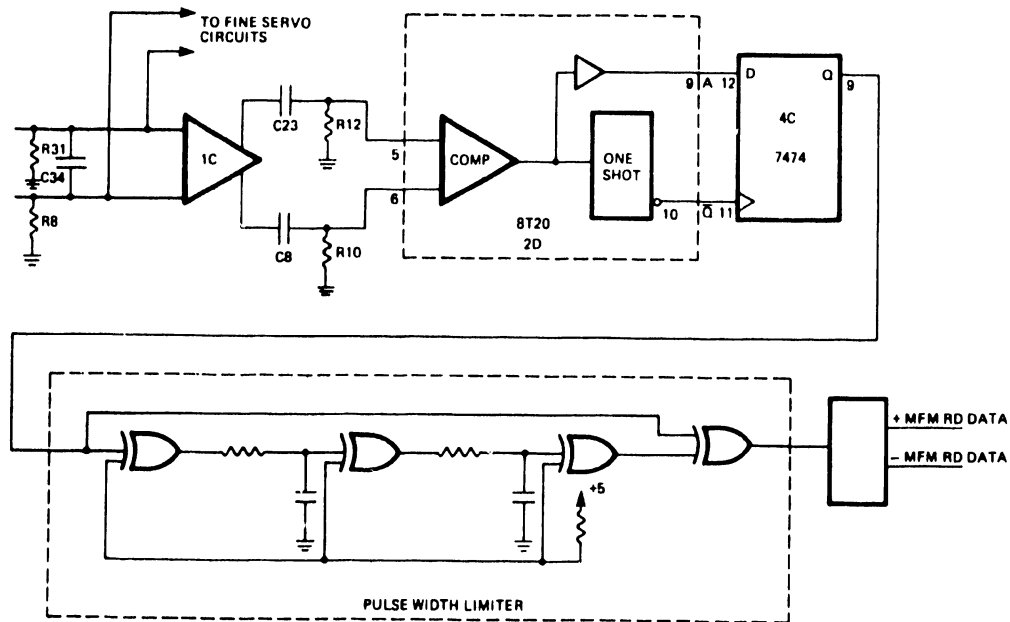 TO FINE SERVO
CIRCUITS
R31
C34
R8
1C
C23
R12
C8
R10
5
6
COMP
ONE
SHOT
8T20
2D
9 A 12
10 Q̅ 11
D Q
9
4C
7474
+5
PULSE WIDTH LIMITER
+ MFM RD DATA
− MFM RD DATA